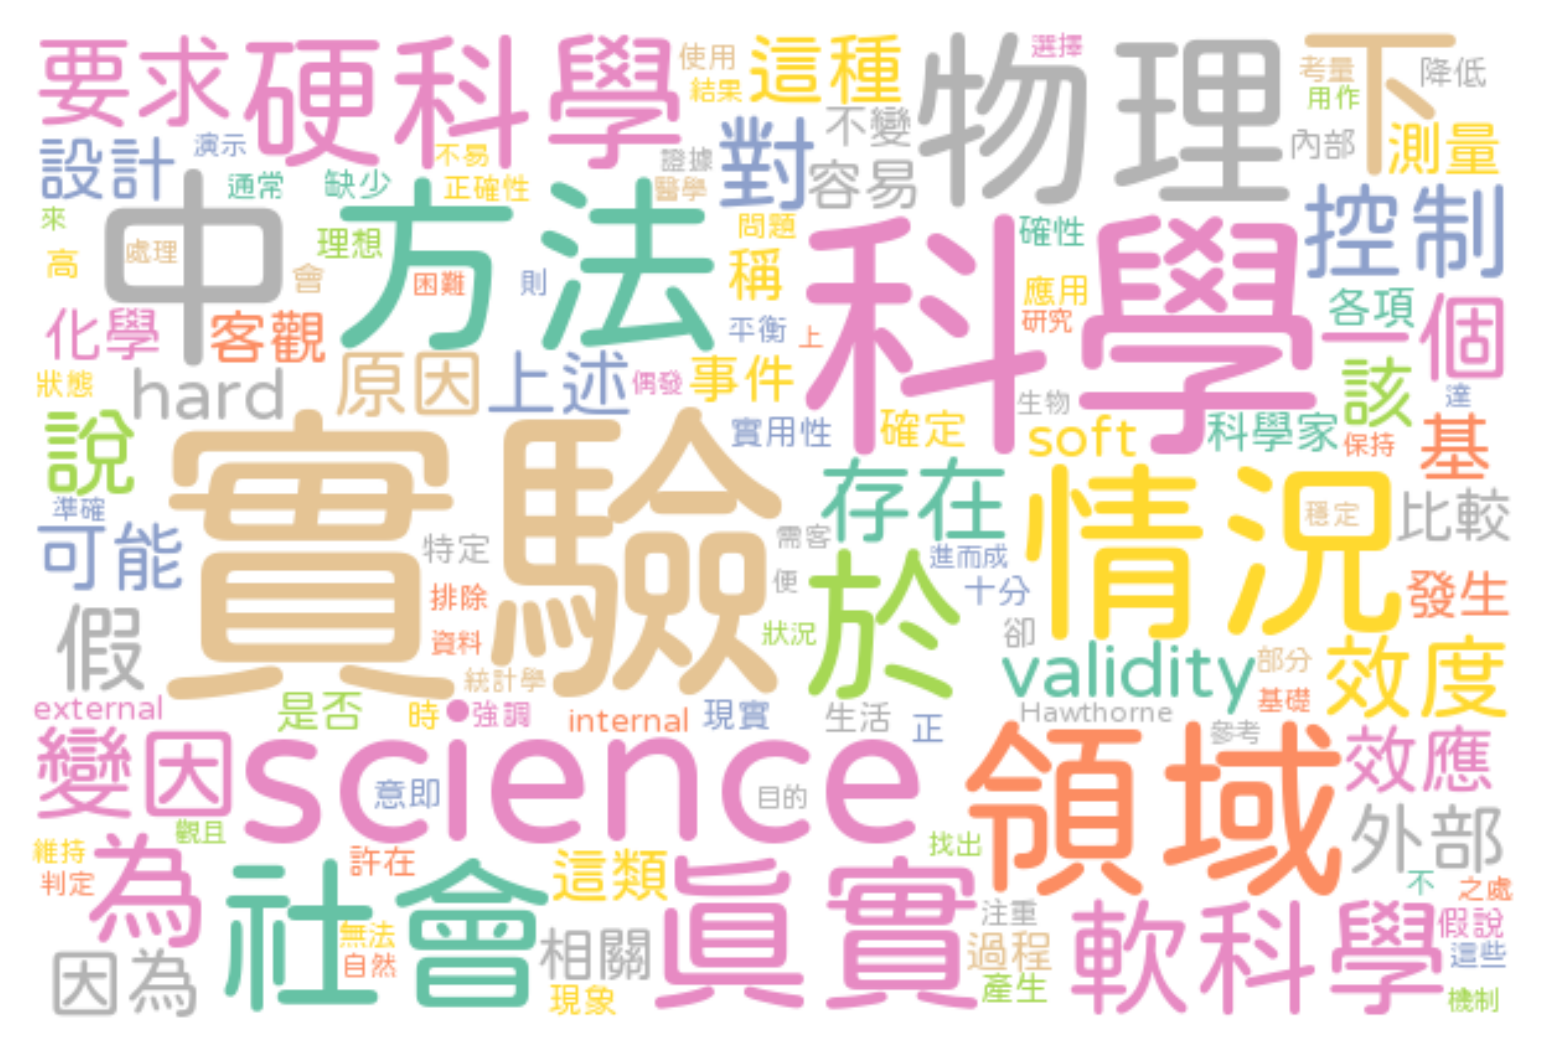 要求
硬科學
使用
結果
這種
物理
選擇
下
考量
用作
降低
設計
演示
不易
證據
醫學
對
不變
容易
內部
測量
中
處理
通常
缺少
正確性
方法
控制
來
高
理想
會
困難
則
問題
稱
科學
確性
應用
研究
各項
一
個
化學
客觀
平衡
上
狀態
hard
原因
上述
偶發
事件
生物
該
達
說
實驗
實用性
確定
soft
科學家
保持
基
準確
可能
特定
需客
存在
情況
穩定
比較
進而成
便
於
十分
發生
排除
資料
狀況
卻
假
統計學
validity
部分
基礎
效度
external
是否
時
●
強調
internal
現實
生活
正
Hawthorne
參考
變因
science
意即
目的
領域
效應
觀且
外部
維持
判定
為
許在
這類
找出
不
之處
社會
真實
無法
自然
相關
現象
注重
過程
產生
軟科學
假說
這些
機制
因為